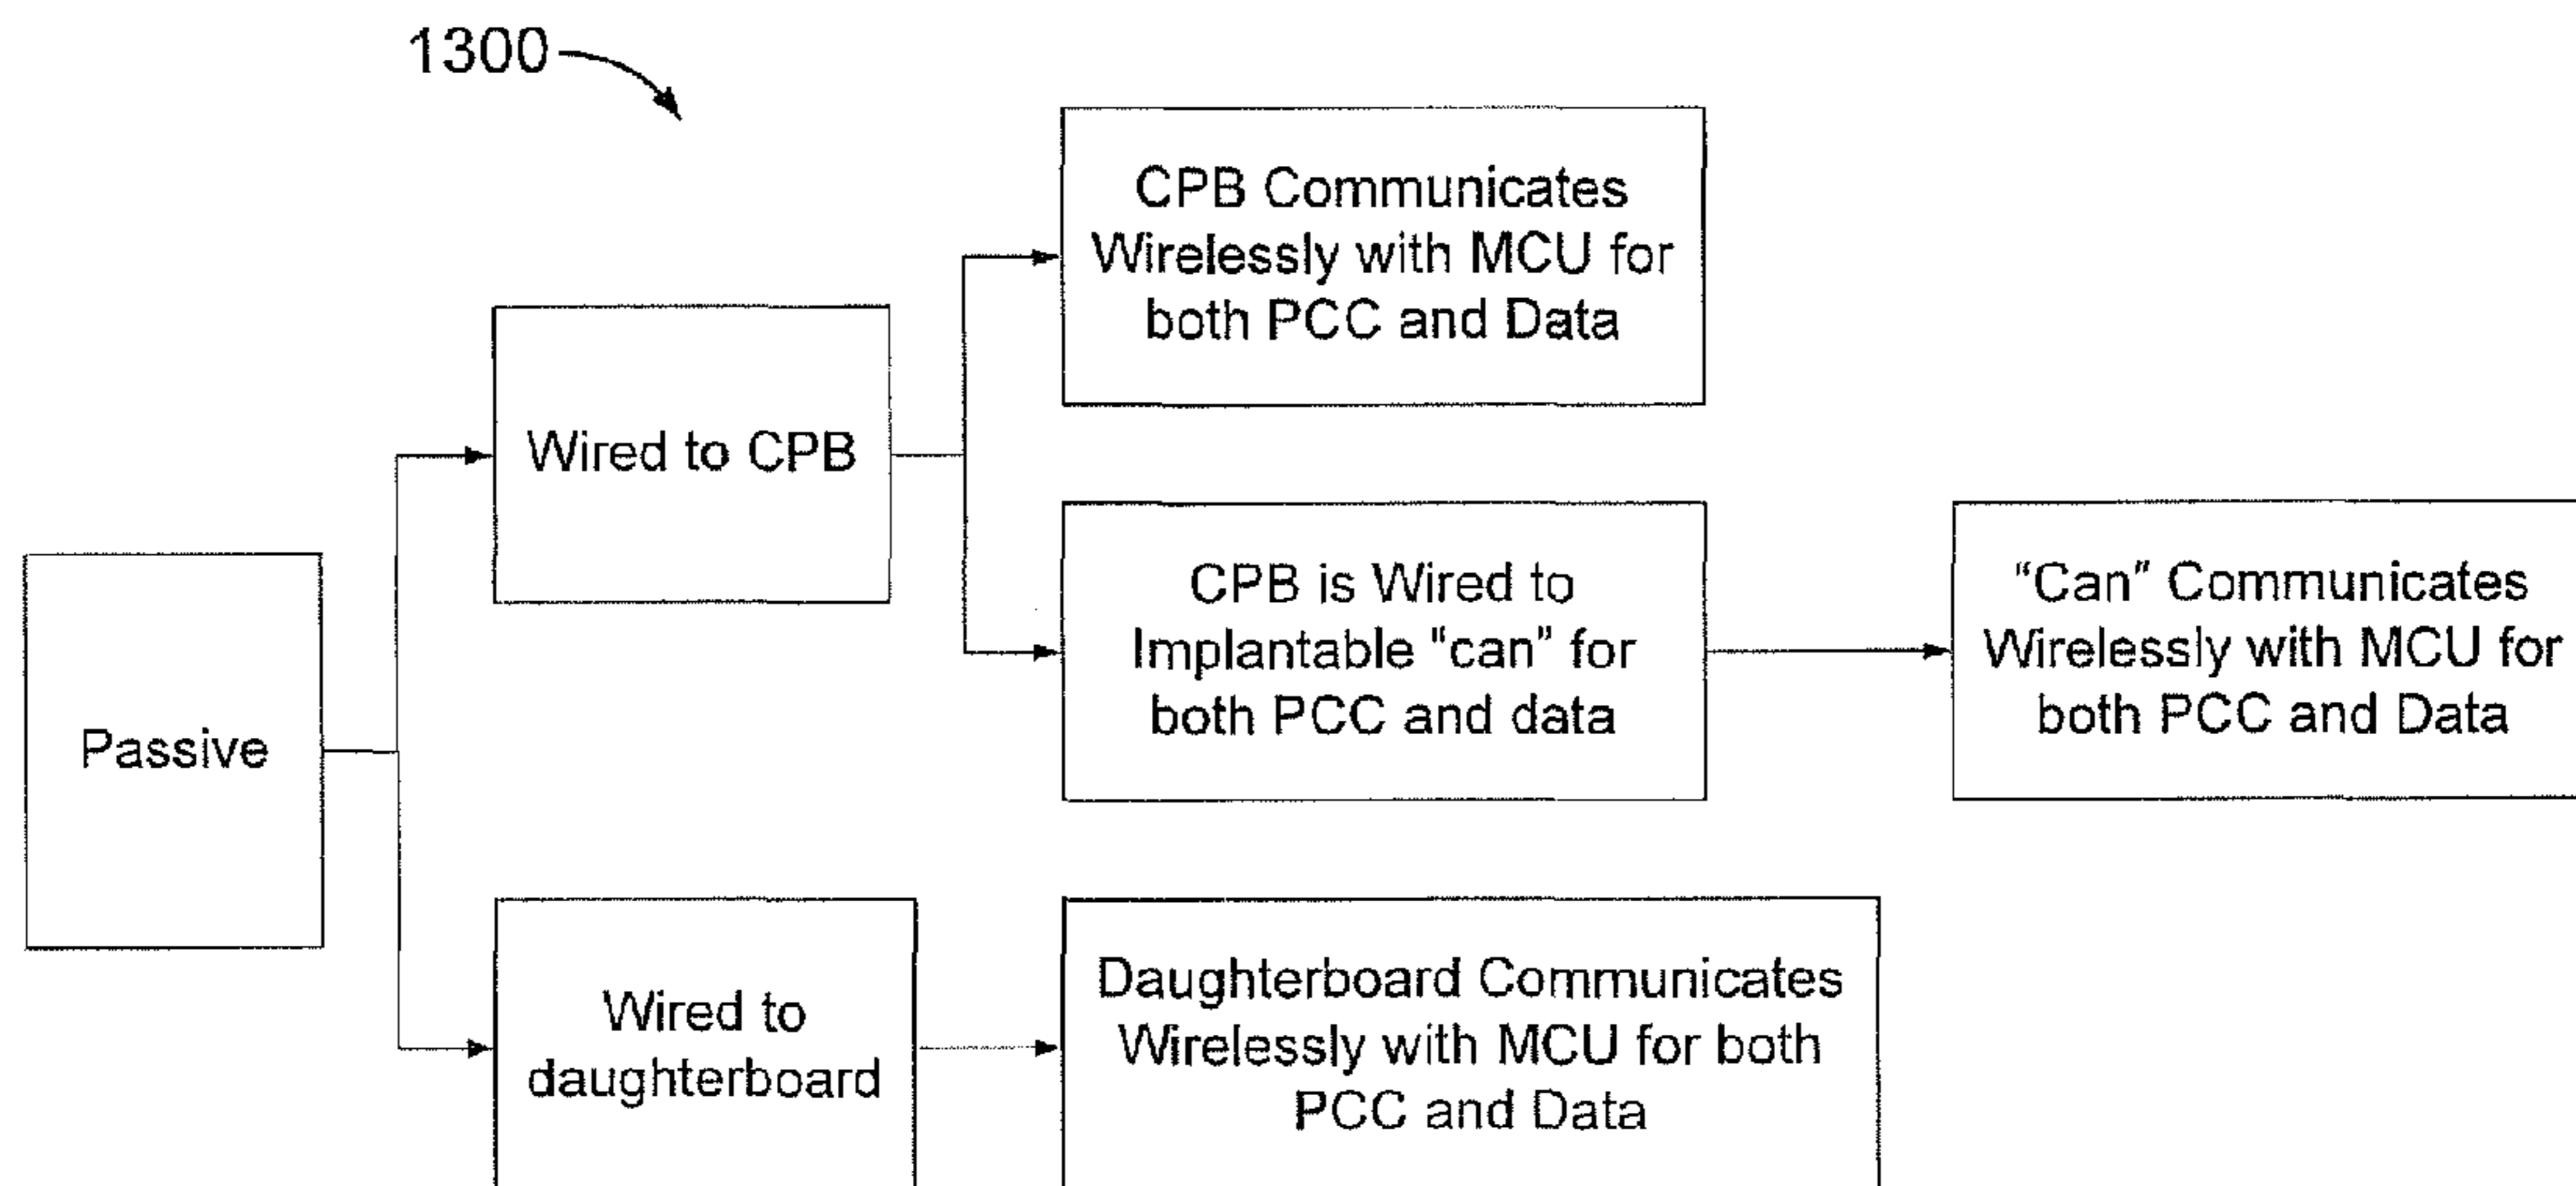 1300
CPB Communicates
Wirelessly with MCU for
both PCC and Data
Wired to CPB
CPB is Wired to
Implantable "can" for
both PCC and data
"Can" Communicates
Wirelessly with MCU for
both PCC and Data
Passive
Wired to
daughterboard
Daughterboard Communicates
Wirelessly with MCU for both
PCC and Data